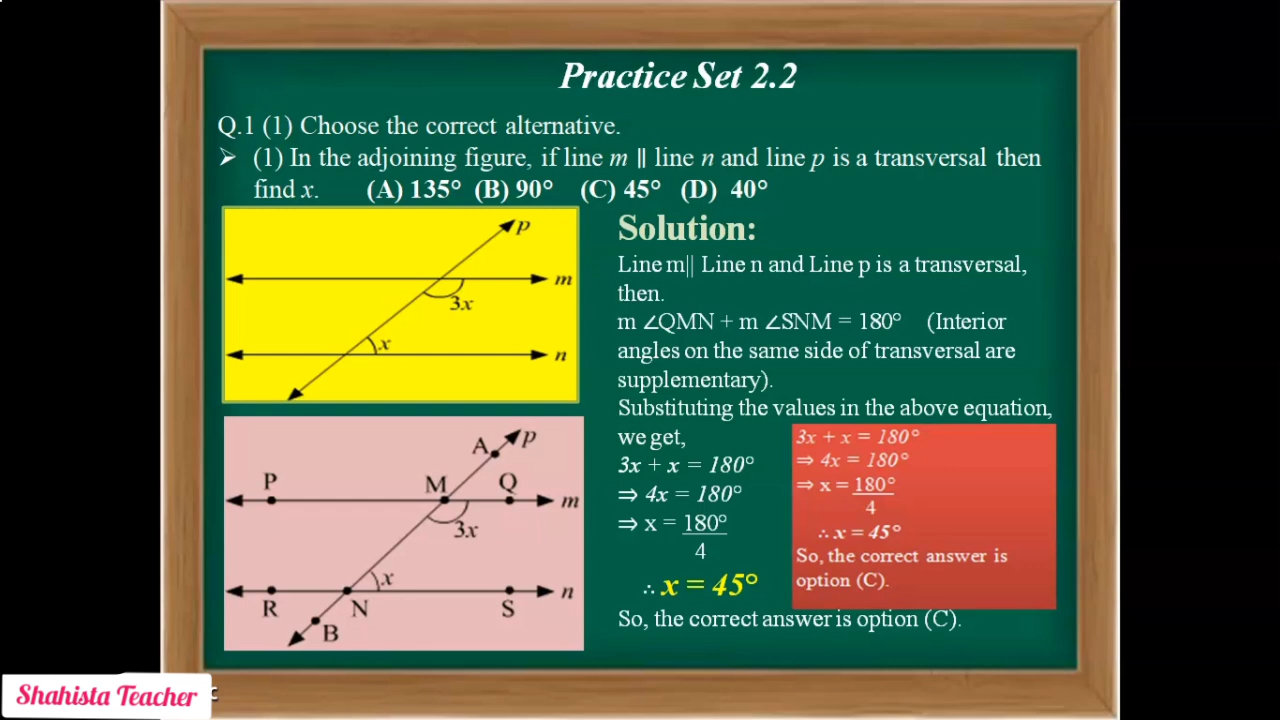 Practice Set 2.2
Q.1 (1) Choose the correct alternative.
➢ (1) In the adjoining figure, if line m || line n and line p is a transversal then
find x. (A) 135° (B) 90° (C) 45° (D) 40°
p
m
3x
x
n
Solution:
Line m|| Line n and Line p is a transversal,
then.
m ∠QMN + m ∠SNM = 180° (Interior
angles on the same side of transversal are
supplementary).
Substituting the values in the above equation,
we get,
3x + x = 180°
⇒ 4x = 180°
⇒ x = 180°
4
∴ x = 45°
So, the correct answer is option (C).
3x + x = 180°
⇒ 4x = 180°
⇒ x = 180°
4
∴ x = 45°
So, the correct answer is
option (C).
A p
P M Q
m
3x
x
n
R N S
B
Shahista Teacher